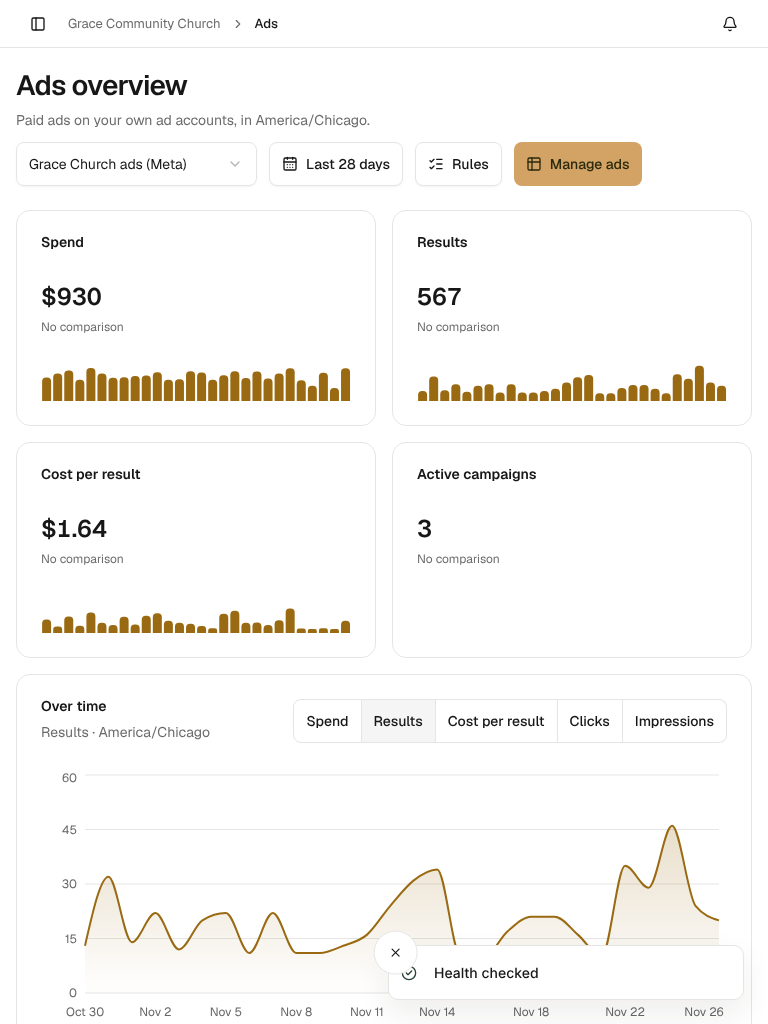 Grace Community Church > Ads
Ads overview
Paid ads on your own ad accounts, in America/Chicago.
Grace Church ads (Meta)
Last 28 days
Rules
Manage ads
Spend
$930
No comparison
Results
567
No comparison
Cost per result
$1.64
No comparison
Active campaigns
3
No comparison
Over time
Results · America/Chicago
Spend
Results
Cost per result
Clicks
Impressions
60
45
30
15
0
Oct 30
Nov 2
Nov 5
Nov 8
Nov 11
Nov 14
Nov 18
Nov 22
Nov 26
Health checked